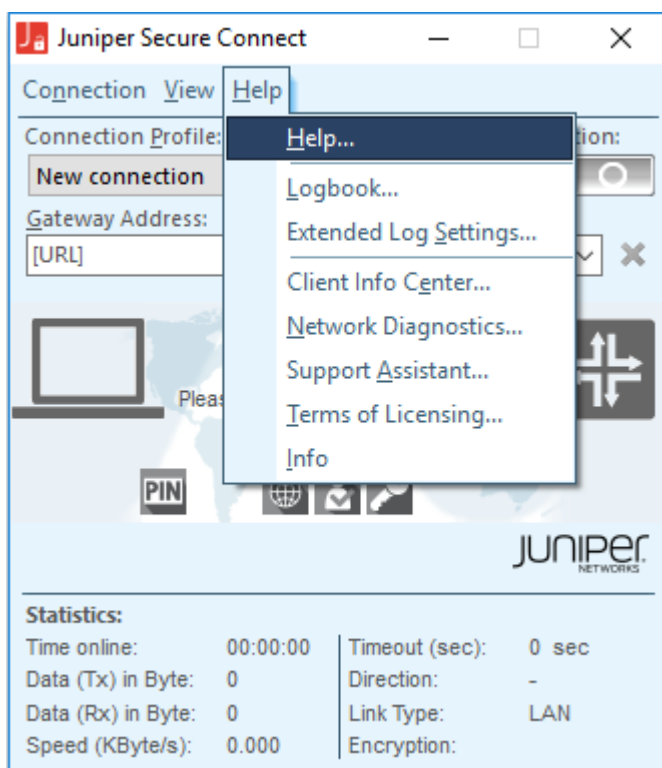 Juniper Secure Connect
Connection View Help
Connection Profile:
New connection
Gateway Address:
[URL]
Help...
Logbook...
Extended Log Settings...
Client Info Center...
Network Diagnostics...
Support Assistant...
Terms of Licensing...
Info
PIN
JUNIPER
NETWORKS
Statistics:
Time online: 00:00:00 Timeout (sec): 0 sec
Data (Tx) in Byte: 0 Direction: -
Data (Rx) in Byte: 0 Link Type: LAN
Speed (KByte/s): 0.000 Encryption: